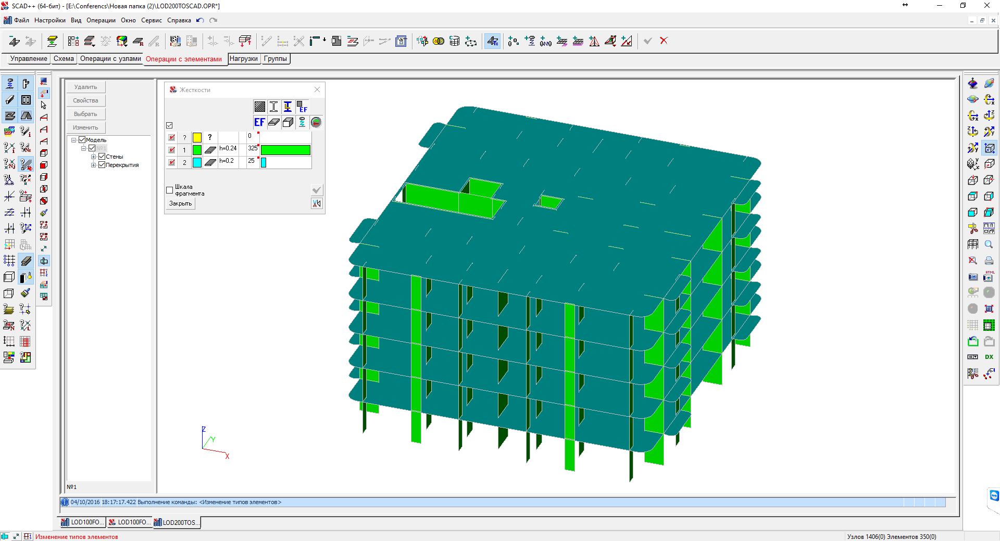 SCAD++ (64-бит) - [E:\Conferencs\Новая папка (2)\LOD200TOSCAD.OPR*]
Файл Настройки Вид Операции Окно Сервис Справка
Управление Схема Операции с узлами Операции с элементами Нагрузки Группы
Удалить
Свойства
Выбрать
Изменить
Модель
№1
Стены
Перекрытия
№1
Жесткости
EF
EF
? ? 0
1 h=0.24 325
2 h=0.2 25
Шкала
фрагмента
Закрыть
Z
Y
X
HTML
DX
04/10/2016 18:17:17.422 Выполнение команды: <Изменение типов элементов>
LOD100FO... LOD100FO... LOD200TOS...
Изменение типов элементов
Узлов 1406(0) Элементов 350(0)